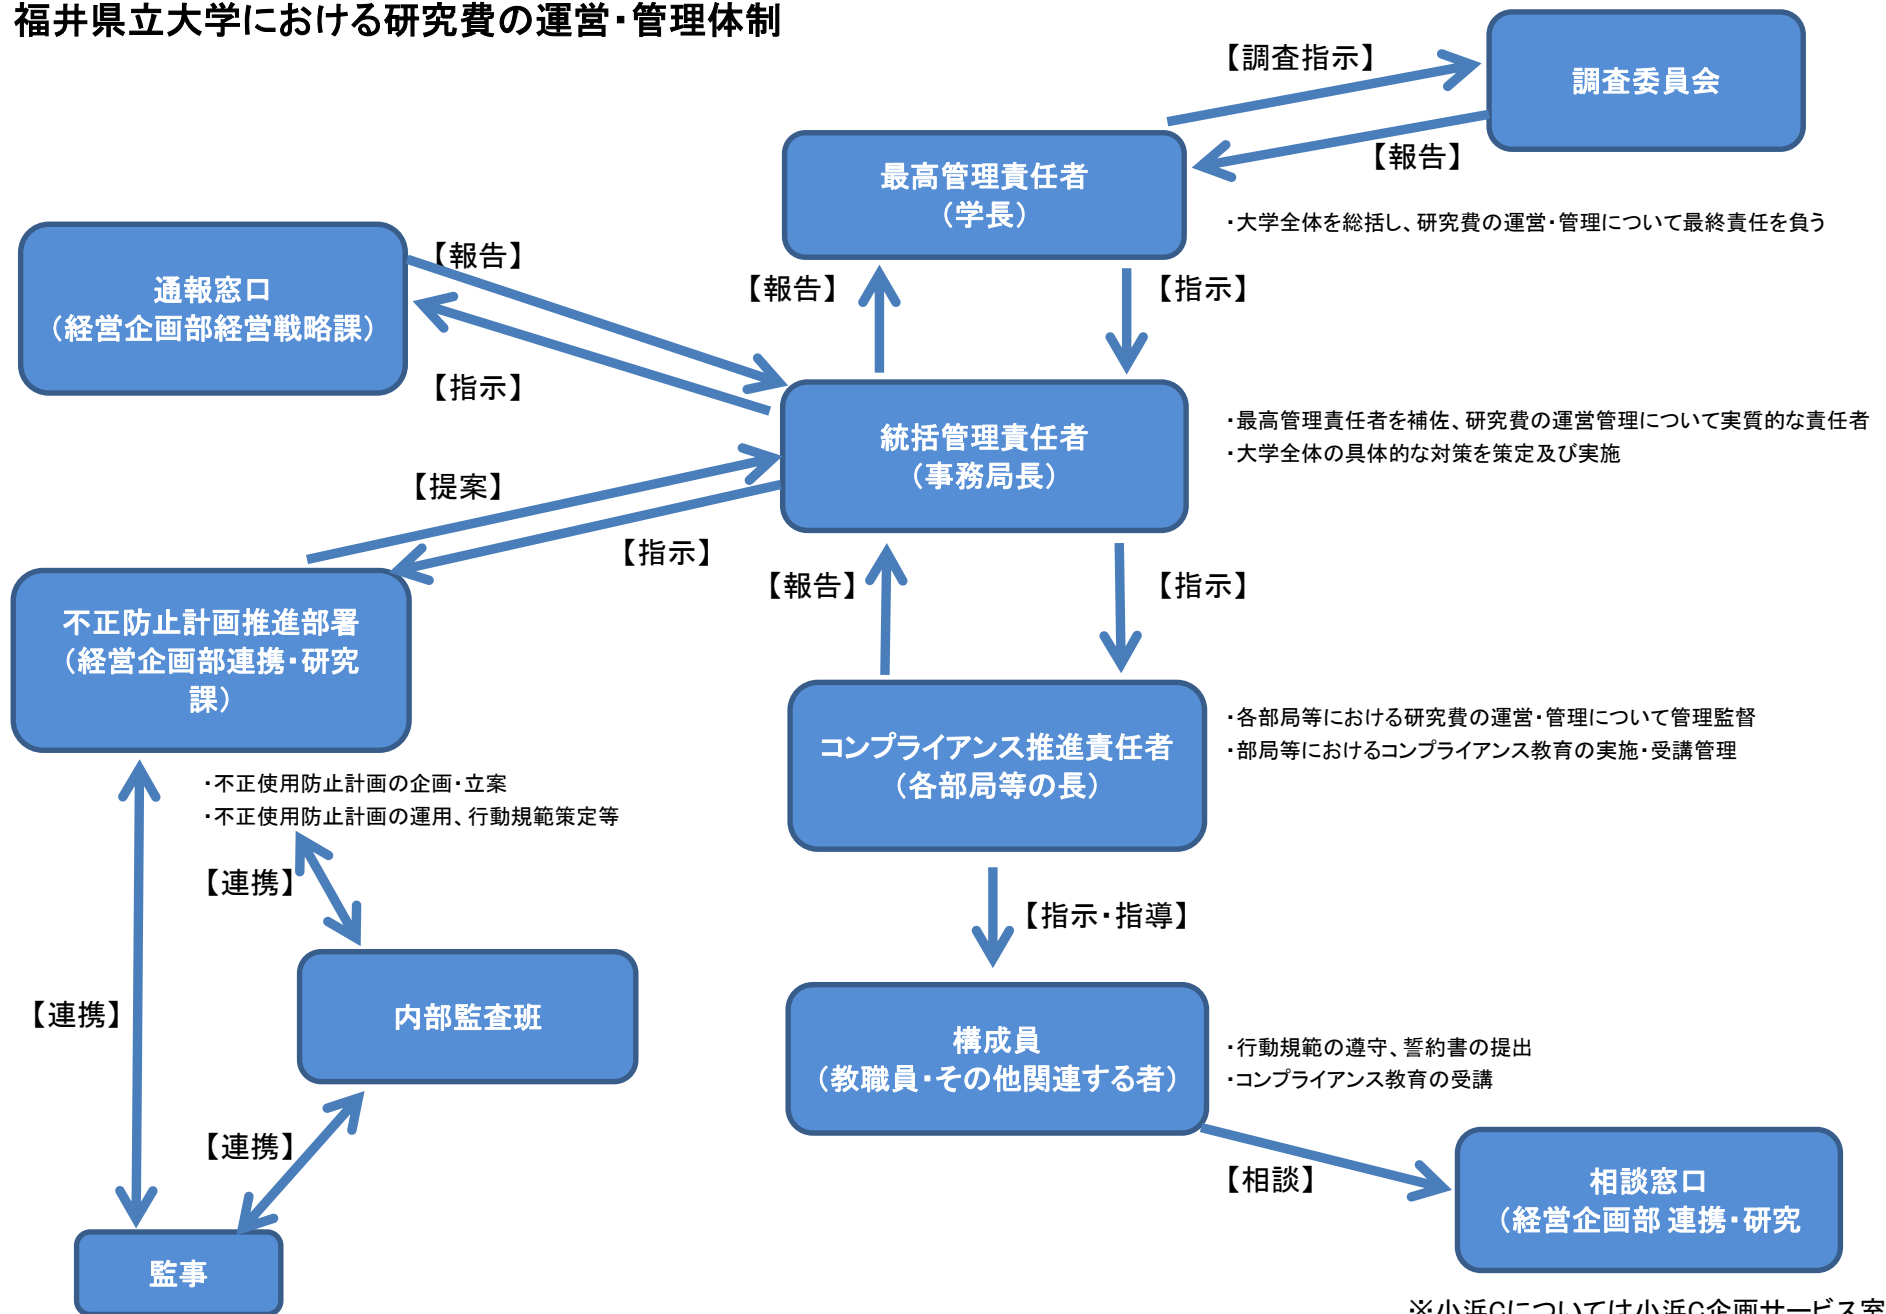 福井県立大学における研究費の運営・管理体制
【調査指示】
調査委員会
【報告】
最高管理責任者
（学長）
・大学全体を総括し、研究費の運営・管理について最終責任を負う
通報窓口
（経営企画部経営戦略課）
【報告】
【指示】
【報告】
【指示】
統括管理責任者
（事務局長）
・最高管理責任者を補佐、研究費の運営管理について実質的な責任者
・大学全体の具体的な対策を策定及び実施
【提案】
【指示】
【報告】
【指示】
不正防止計画推進部署
（経営企画部連携・研究
課）
・不正使用防止計画の企画・立案
・不正使用防止計画の運用、行動規範策定等
コンプライアンス推進責任者
（各部局等の長）
・各部局等における研究費の運営・管理について管理監督
・部局等におけるコンプライアンス教育の実施・受講管理
【連携】
【指示・指導】
内部監査班
【連携】
構成員
（教職員・その他関連する者）
・行動規範の遵守、誓約書の提出
・コンプライアンス教育の受講
【連携】
【相談】
相談窓口
（経営企画部 連携・研究
監事
※小浜Cについては小浜C企画サービス室